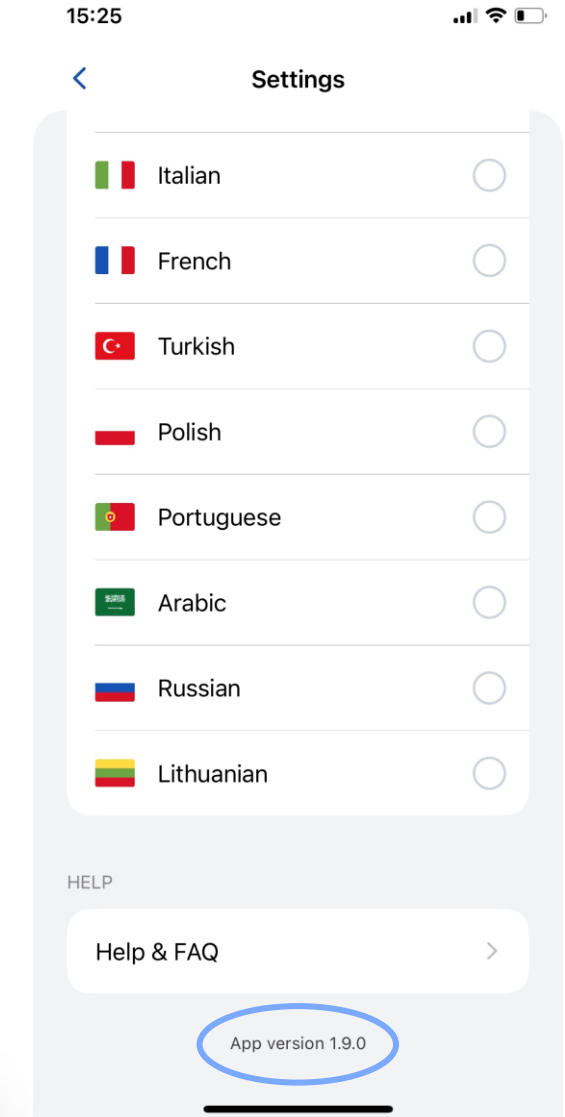 15:25
Settings
Italian
French
Turkish
Polish
Portuguese
Arabic
Russian
Lithuanian
HELP
Help & FAQ
App version 1.9.0